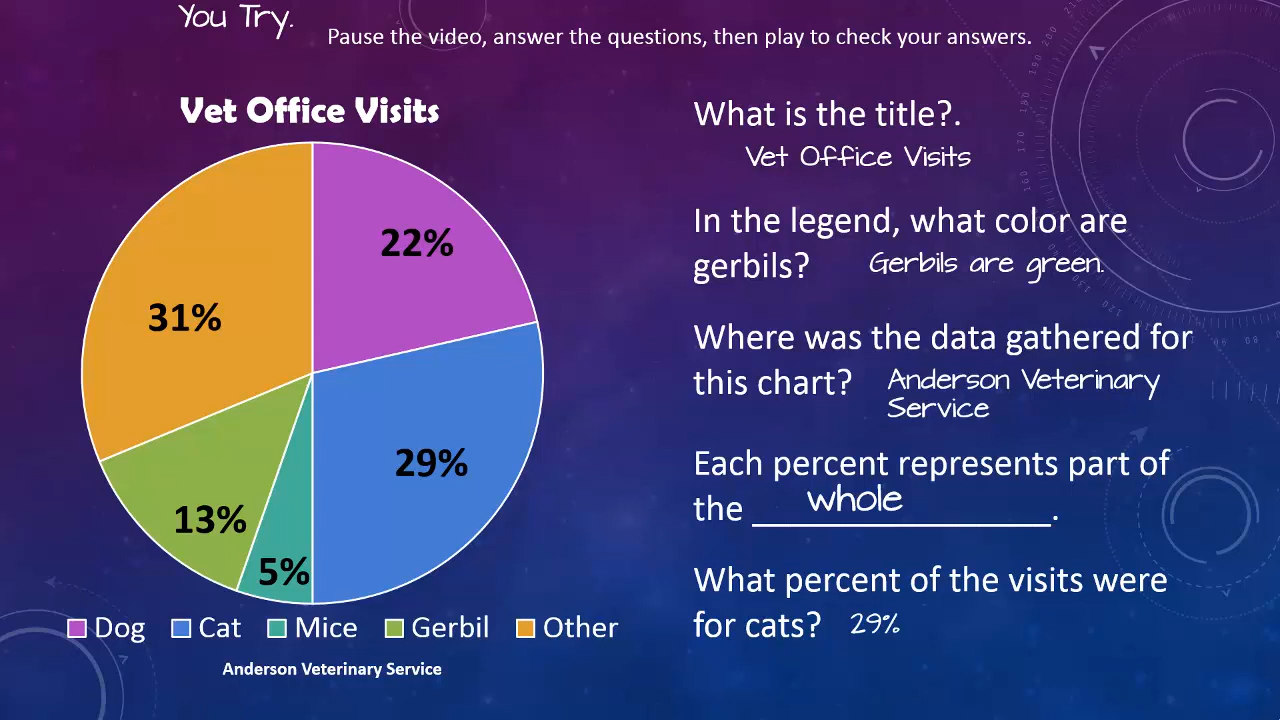 You Try.
Pause the video, answer the questions, then play to check your answers.
Vet Office Visits
22%
31%
29%
13%
5%
Dog Cat Mice Gerbil Other
Anderson Veterinary Service
What is the title?.
Vet Office Visits
In the legend, what color are
gerbils? Gerbils are green.
Where was the data gathered for
this chart? Anderson Veterinary
Service
Each percent represents part of
the whole.
What percent of the visits were
for cats? 29%